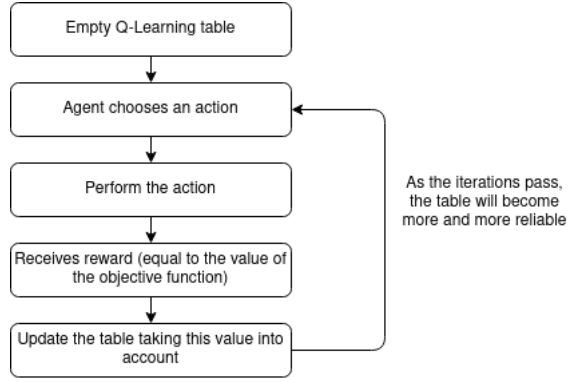 Empty Q-Learning table
Agent chooses an action
Perform the action
As the iterations pass,
the table will become
more and more reliable
Receives reward (equal to the value of
the objective function)
Update the table taking this value into
account